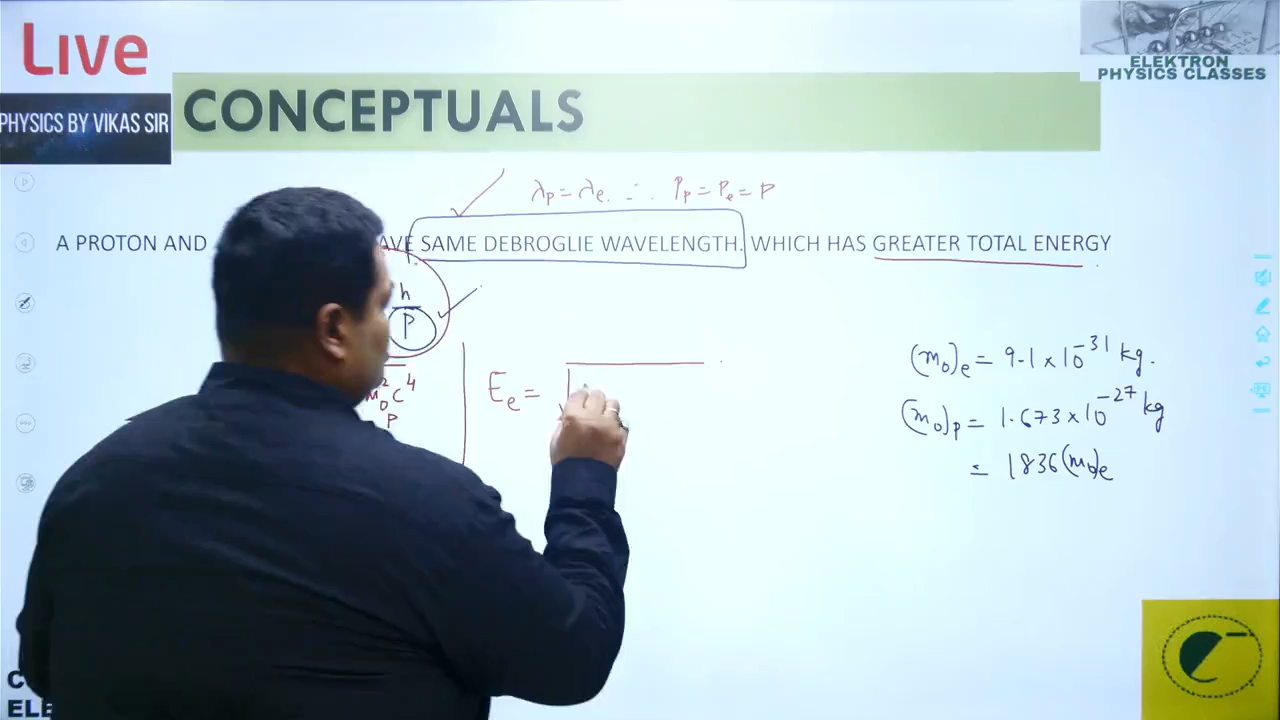 Live
ELEKTRON
PHYSICS CLASSES
PHYSICS BY VIKAS SIR
CONCEPTUALS
λp = λe ∴ Pp = Pe = P
A PROTON AND AVE SAME DEBROGLIE WAVELENGTH. WHICH HAS GREATER TOTAL ENERGY
h
P
m₀²C⁴
P
Ee =
(m₀)e = 9.1 × 10⁻³¹ kg.
(m₀)p = 1.673 × 10⁻²⁷ kg
= 1836(m₀)e
C
ELE